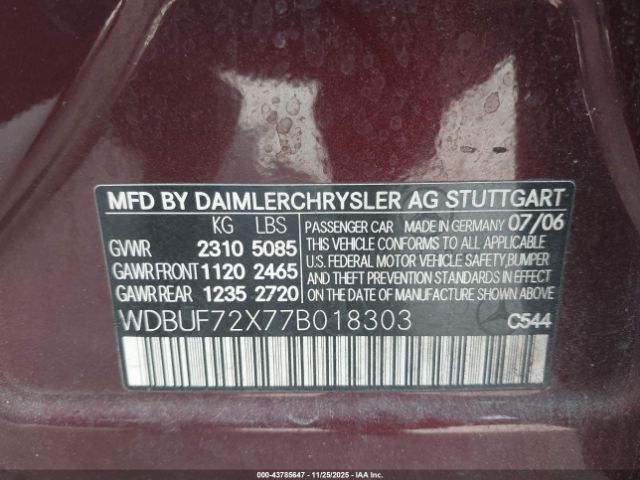 MFD BY DAIMLERCHRYSLER AG STUTTGART
KG LBS
GVWR 2310 5085
GAWR FRONT 1120 2465
GAWR REAR 1235 2720
PASSENGER CAR MADE IN GERMANY 07/06
THIS VEHICLE CONFORMS TO ALL APPLICABLE
U.S. FEDERAL MOTOR VEHICLE SAFETY, BUMPER
AND THEFT PREVENTION STANDARDS IN EFFECT
ON THE DATE OF MANUFACTURE SHOWN ABOVE.
WDBUF72X77B018303
C544
000-43785647 - 11/25/2025 - IAAI.COM